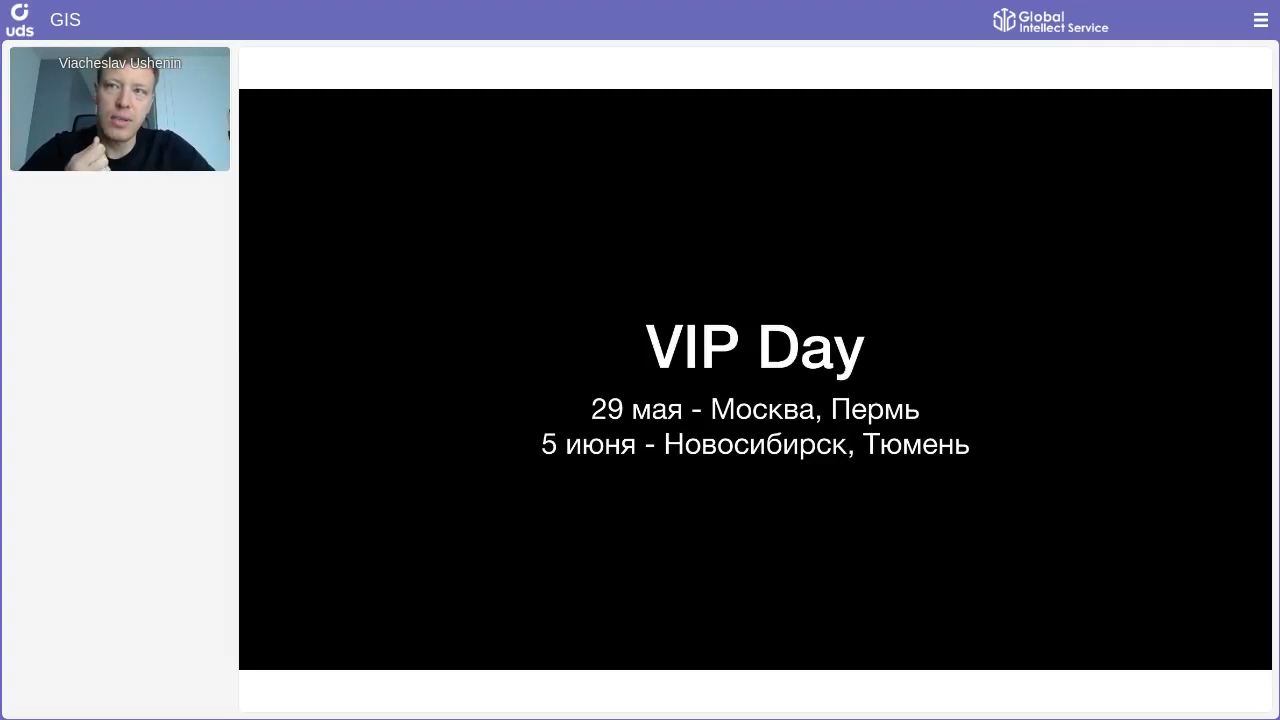 uds
GIS
Global
Intellect Service
Viacheslav Ushenin
VIP Day
29 мая - Москва, Пермь
5 июня - Новосибирск, Тюмень